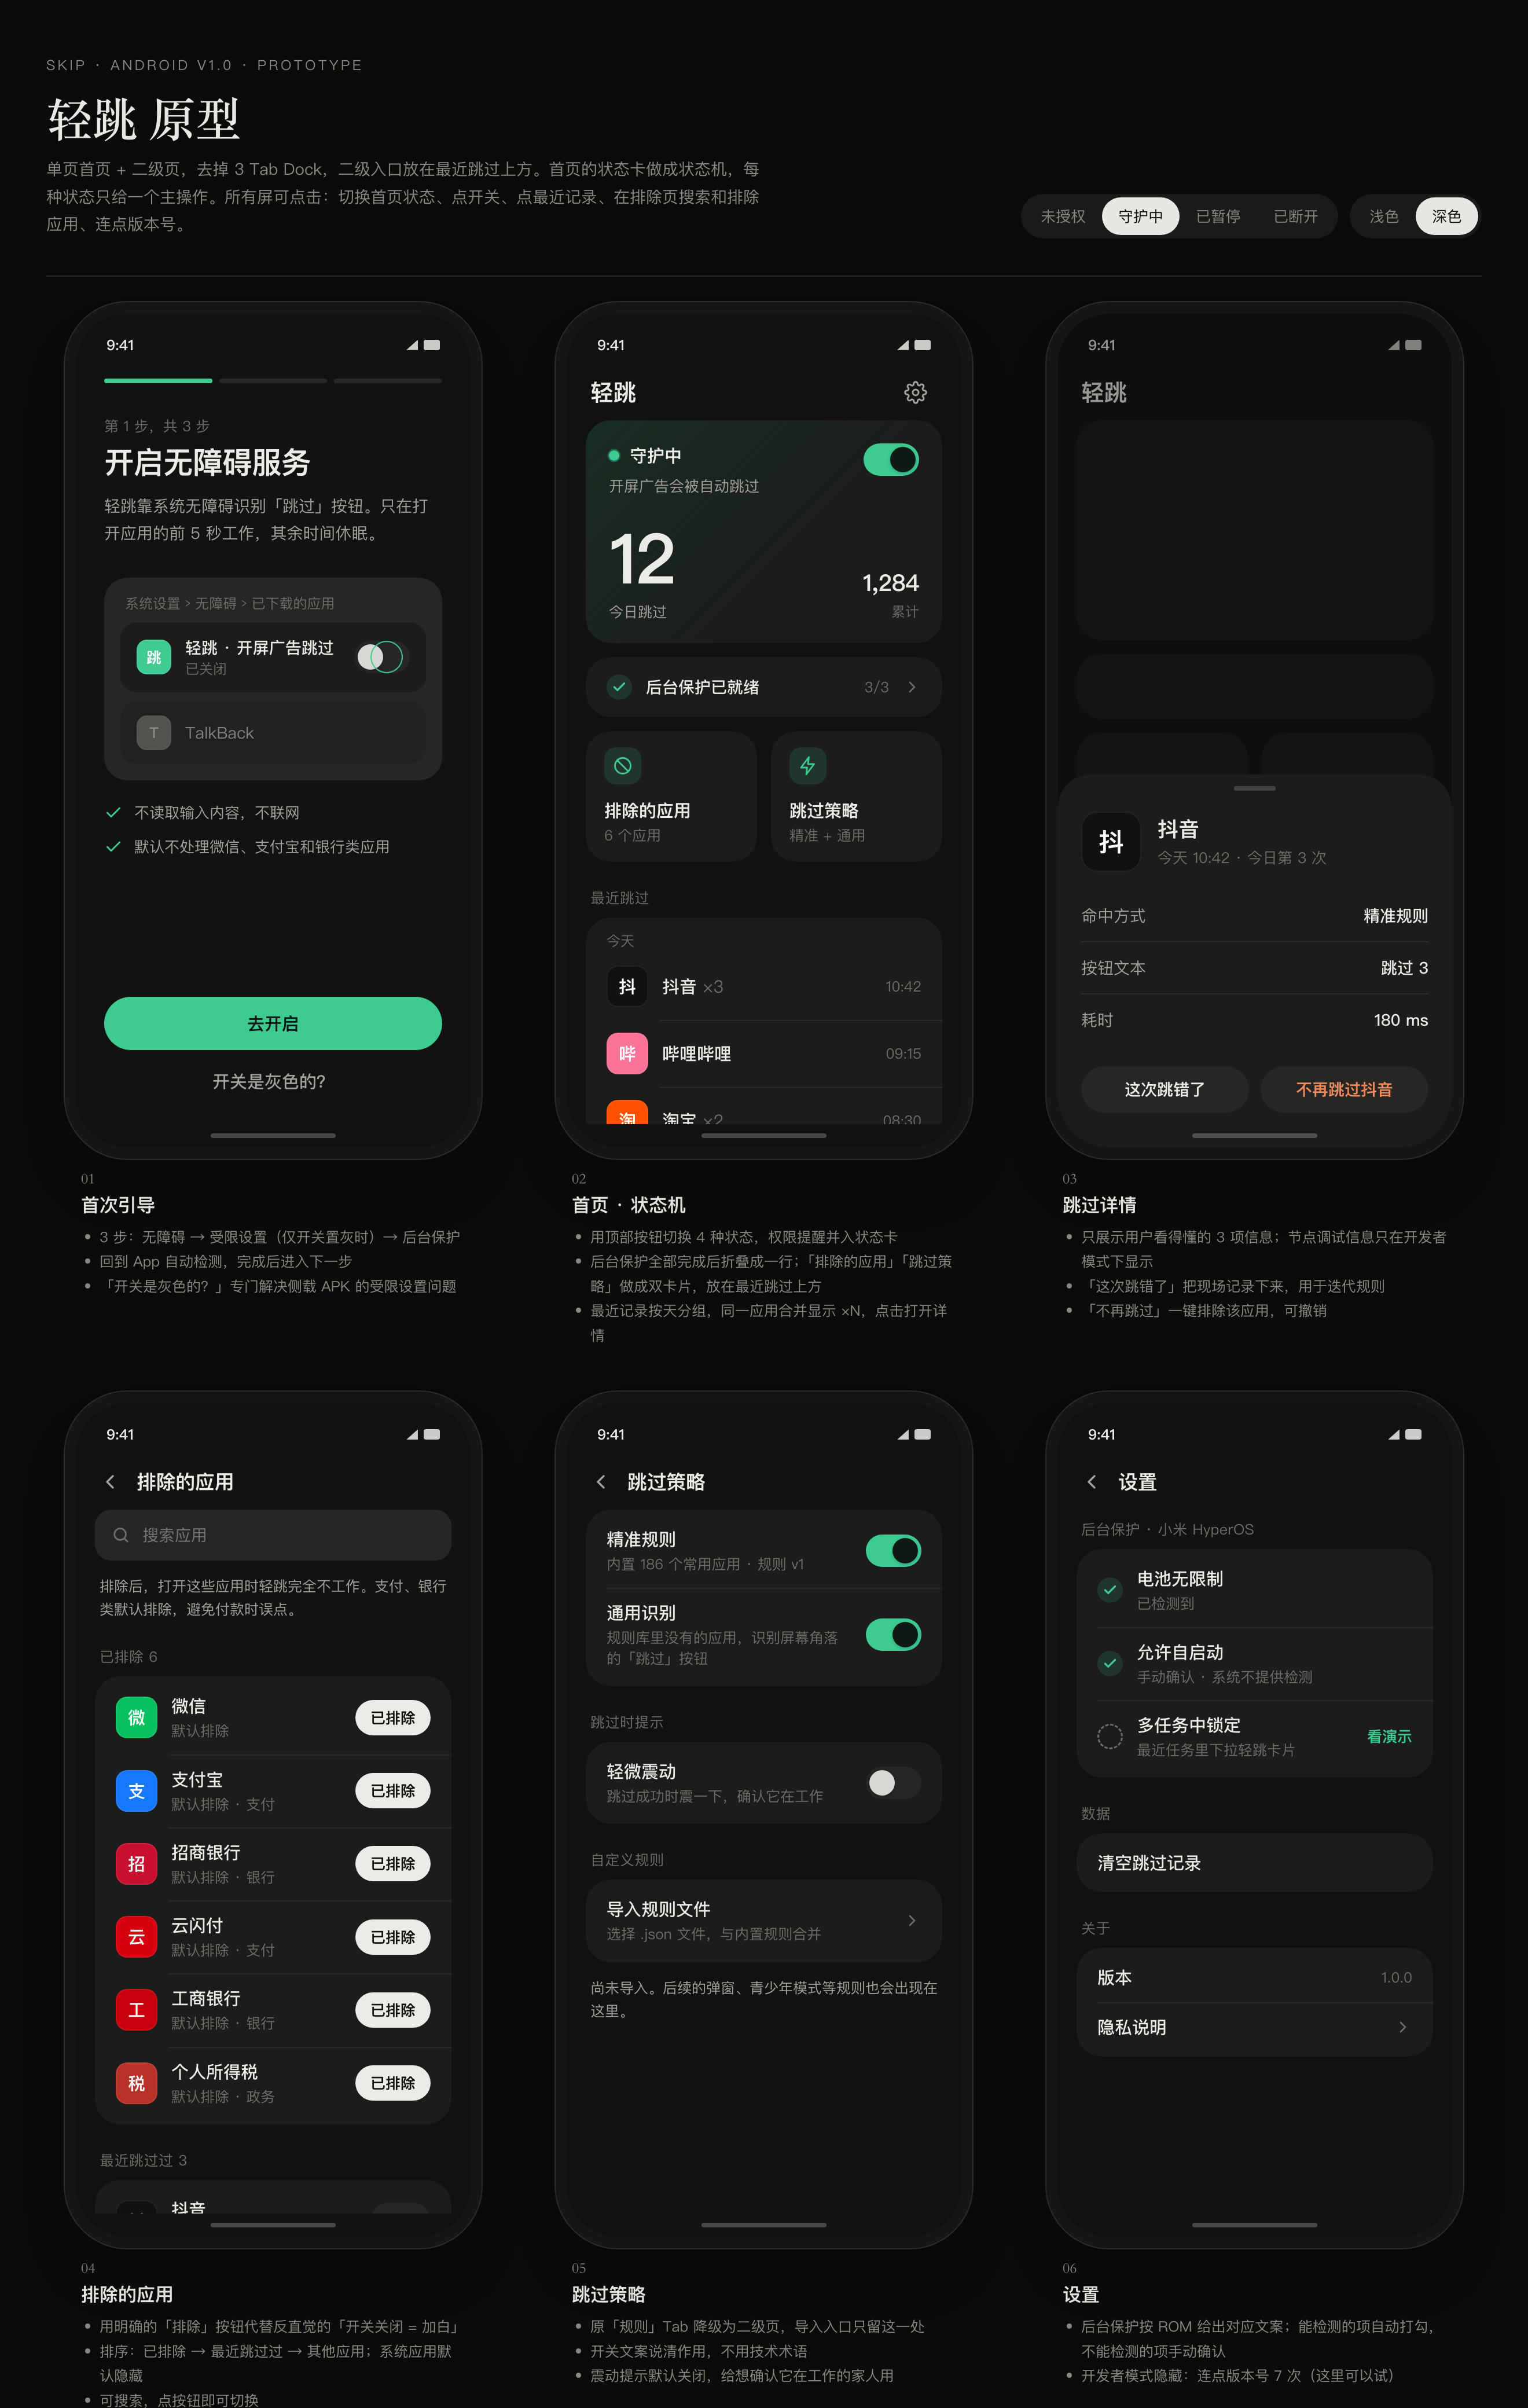 SKIP · ANDROID V1.0 · PROTOTYPE
轻跳 原型
单页首页 + 二级页，去掉 3 Tab Dock，二级入口放在最近跳过上方。首页的状态卡做成状态机，每
种状态只给一个主操作。所有屏可点击：切换首页状态、点开关、点最近记录、在排除页搜索和排除
应用、连点版本号。
未授权 守护中 已暂停 已断开 浅色 深色
9:41
第 1 步，共 3 步
开启无障碍服务
轻跳靠系统无障碍识别「跳过」按钮。只在打
开应用的前 5 秒工作，其余时间休眠。
系统设置 › 无障碍 › 已下载的应用
跳
轻跳 · 开屏广告跳过
已关闭
T TalkBack
不读取输入内容，不联网
默认不处理微信、支付宝和银行类应用
去开启
开关是灰色的?
01
首次引导
3 步：无障碍 → 受限设置（仅开关置灰时）→ 后台保护
回到 App 自动检测，完成后进入下一步
「开关是灰色的？」专门解决侧载 APK 的受限设置问题
9:41
轻跳
守护中
开屏广告会被自动跳过
12
1,284
今日跳过
累计
后台保护已就绪 3/3
排除的应用
6 个应用
跳过策略
精准 + 通用
最近跳过
今天
抖 抖音 ×3 10:42
哔 哔哩哔哩 09:15
淘 淘宝 ×2 08:30
02
首页 · 状态机
用顶部按钮切换 4 种状态，权限提醒并入状态卡
后台保护全部完成后折叠成一行；「排除的应用」「跳过策
略」做成双卡片，放在最近跳过上方
最近记录按天分组，同一应用合并显示 ×N，点击打开详
情
9:41
轻跳
抖
抖音
今天 10:42 · 今日第 3 次
命中方式 精准规则
按钮文本 跳过 3
耗时 180 ms
这次跳错了 不再跳过抖音
03
跳过详情
只展示用户看得懂的 3 项信息；节点调试信息只在开发者
模式下显示
「这次跳错了」把现场记录下来，用于迭代规则
「不再跳过」一键排除该应用，可撤销
9:41
排除的应用
搜索应用
排除后，打开这些应用时轻跳完全不工作。支付、银行
类默认排除，避免付款时误点。
已排除 6
微 微信 已排除
默认排除
支 支付宝 已排除
默认排除 · 支付
招 招商银行 已排除
默认排除 · 银行
云 云闪付 已排除
默认排除 · 支付
工 工商银行 已排除
默认排除 · 银行
税 个人所得税 已排除
默认排除 · 政务
最近跳过过 3
抖音
04
排除的应用
用明确的「排除」按钮代替反直觉的「开关关闭 = 加白」
排序：已排除 → 最近跳过过 → 其他应用；系统应用默
认隐藏
可搜索，点按钮即可切换
9:41
跳过策略
精准规则
内置 186 个常用应用 · 规则 v1
通用识别
规则库里没有的应用，识别屏幕角落
的「跳过」按钮
跳过时提示
轻微震动
跳过成功时震一下，确认它在工作
自定义规则
导入规则文件
选择 .json 文件，与内置规则合并
尚未导入。后续的弹窗、青少年模式等规则也会出现在
这里。
05
跳过策略
原「规则」Tab 降级为二级页，导入入口只留这一处
开关文案说清作用，不用技术术语
震动提示默认关闭，给想确认它在工作的家人用
9:41
设置
后台保护 · 小米 HyperOS
电池无限制
已检测到
允许自启动
手动确认 · 系统不提供检测
多任务中锁定
最近任务里下拉轻跳卡片
看演示
数据
清空跳过记录
关于
版本 1.0.0
隐私说明
06
设置
后台保护按 ROM 给出对应文案；能检测的项自动打勾，
不能检测的项手动确认
开发者模式隐藏：连点版本号 7 次（这里可以试）